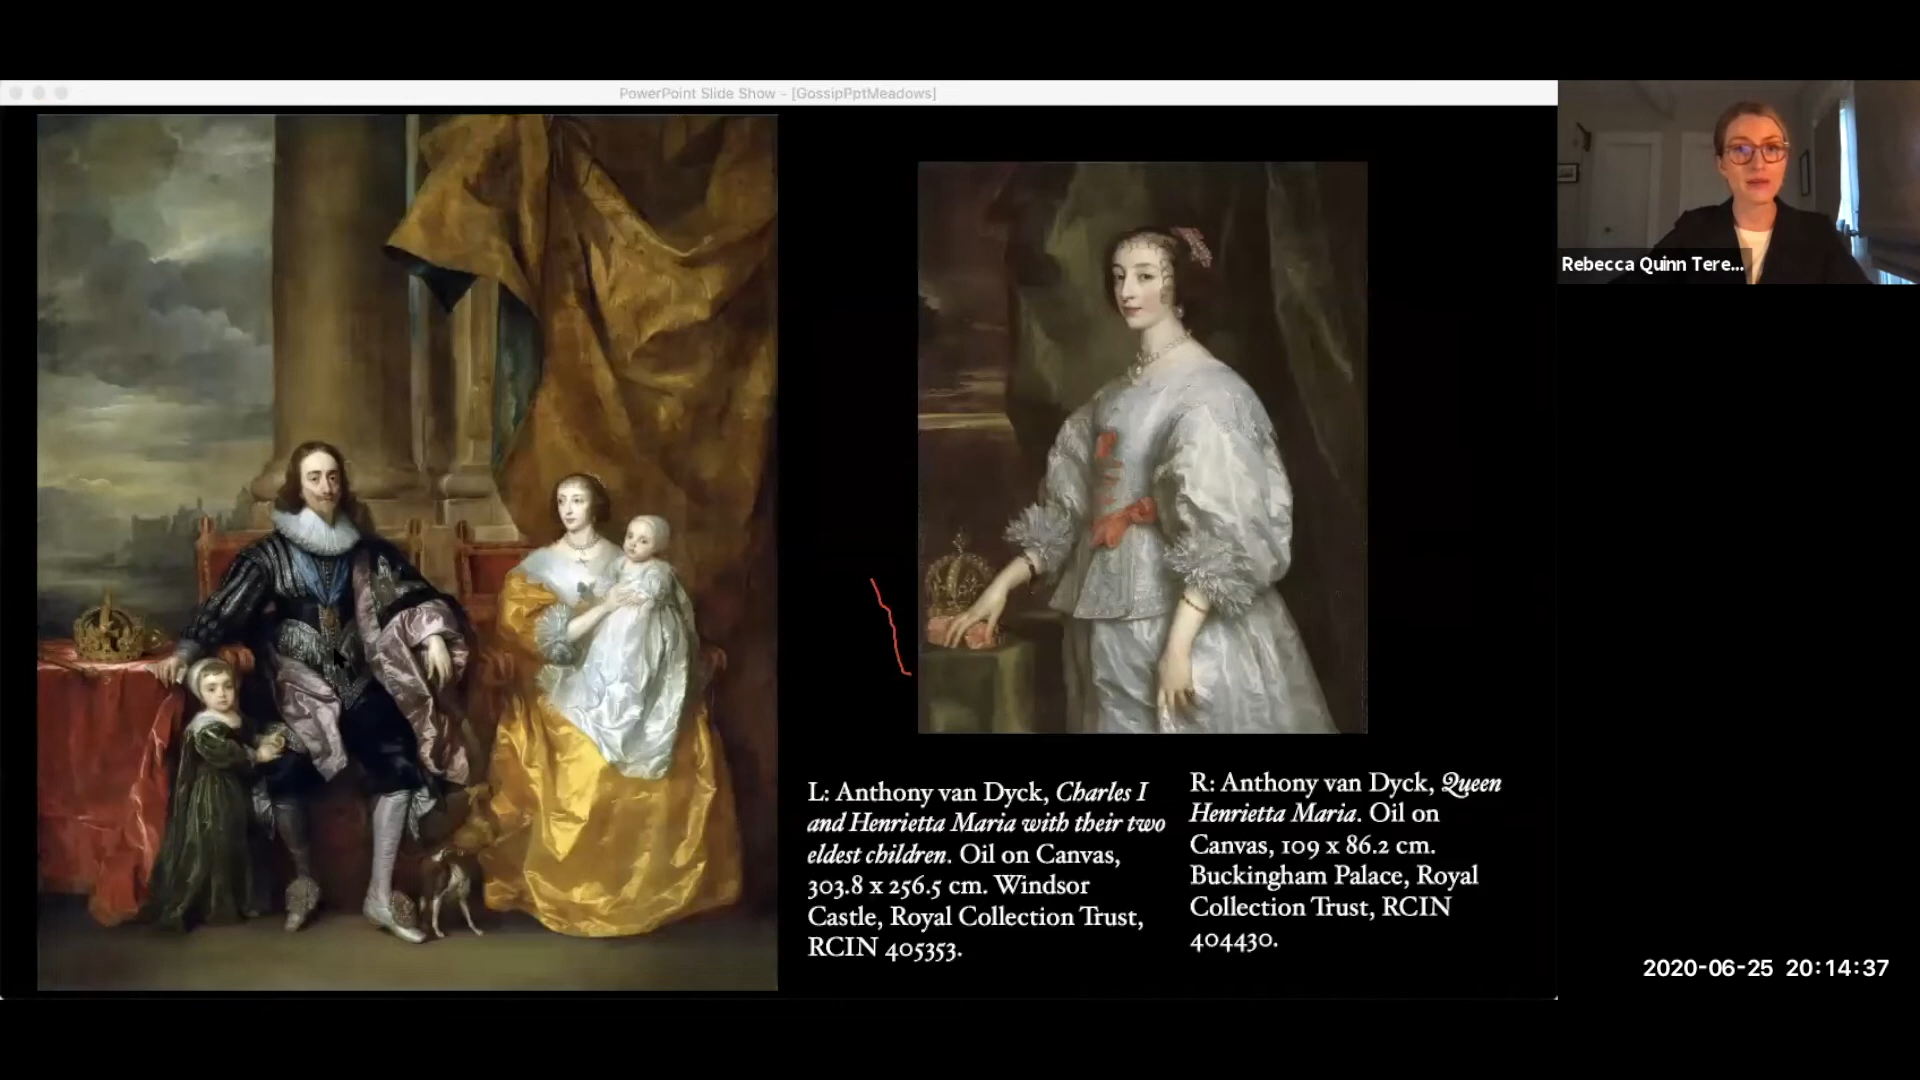 PowerPoint Slide Show - [GossipPptMeadows]
Rebecca Quinn Tere...
L: Anthony van Dyck, Charles I
and Henrietta Maria with their two
eldest children. Oil on Canvas,
303.8 x 256.5 cm. Windsor
Castle, Royal Collection Trust,
RCIN 405353.
R: Anthony van Dyck, Queen
Henrietta Maria. Oil on
Canvas, 109 x 86.2 cm.
Buckingham Palace, Royal
Collection Trust, RCIN
404430.
2020-06-25 20:14:37